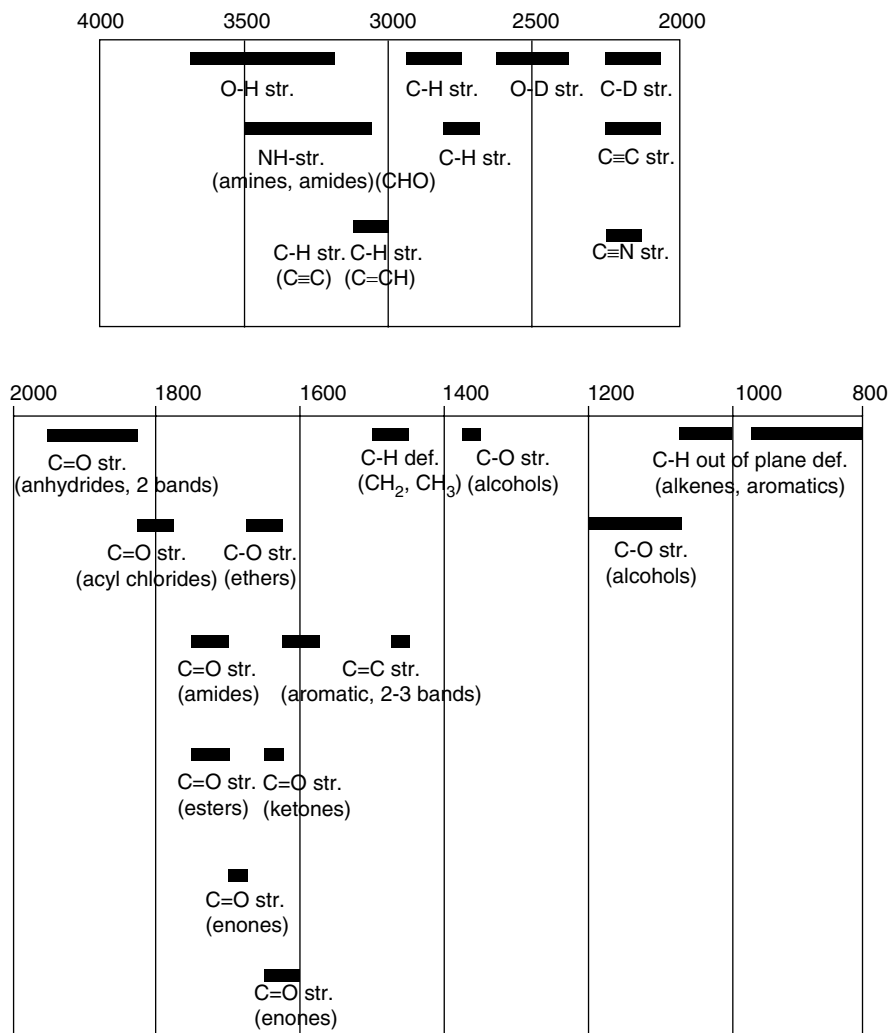 4000 3500 3000 2500 2000
O-H str. C-H str. O-D str. C-D str.
NH-str. C-H str. C≡C str.
(amines, amides)(CHO)
C-H str. C-H str. C≡N str.
(C≡C) (C=CH)
2000 1800 1600 1400 1200 1000 800
C=O str. C-H def. C-O str. C-H out of plane def.
(anhydrides, 2 bands) (CH2, CH3) (alcohols) (alkenes, aromatics)
C=O str. C-O str. C-O str.
(acyl chlorides) (ethers) (alcohols)
C=O str. C=C str.
(amides) (aromatic, 2-3 bands)
C=O str. C=O str.
(esters) (ketones)
C=O str.
(enones)
C=O str.
(enones)